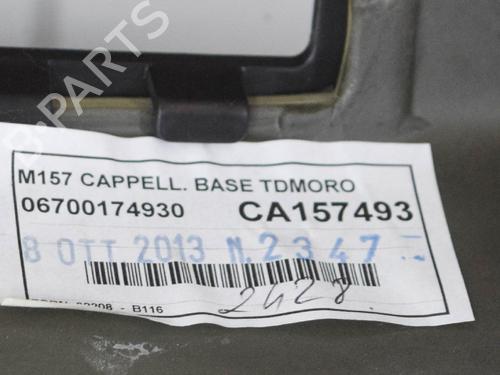 B-PARTS
M157 CAPPELL. BASE TDMORO
06700174930 CA157493
8 OTT 2013 N. 2347
2428
- B116